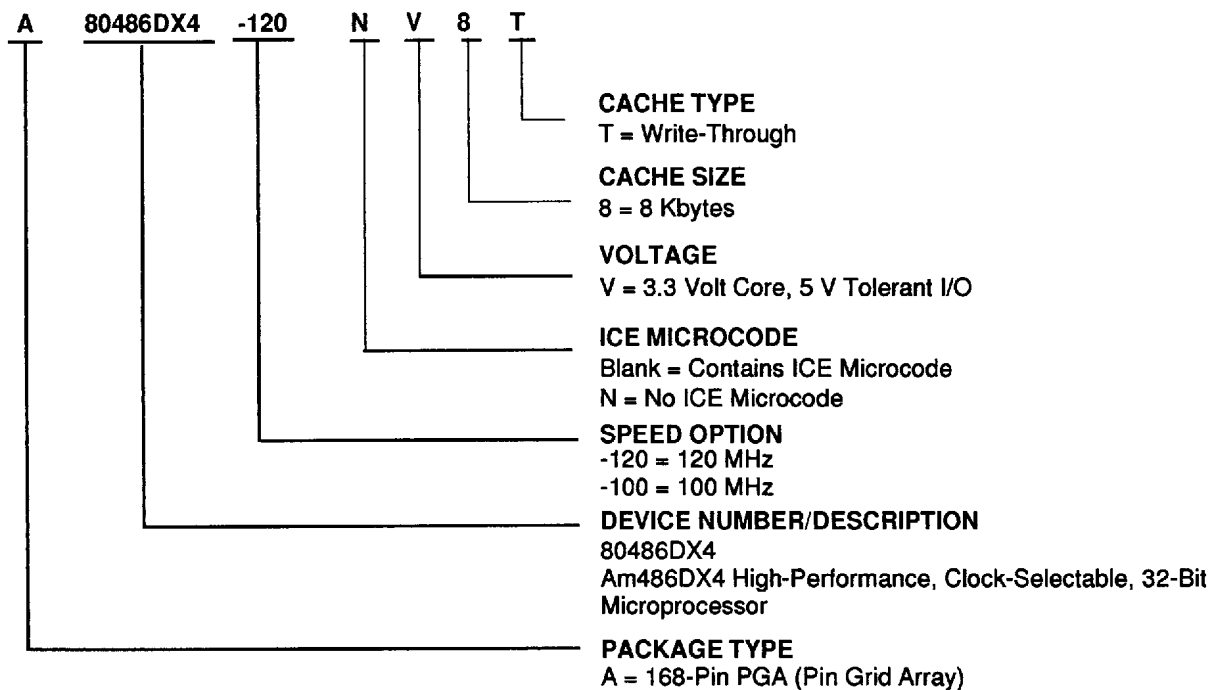 A 80486DX4 -120 N V 8 T
CACHE TYPE
T = Write-Through
CACHE SIZE
8 = 8 Kbytes
VOLTAGE
V = 3.3 Volt Core, 5 V Tolerant I/O
ICE MICROCODE
Blank = Contains ICE Microcode
N = No ICE Microcode
SPEED OPTION
-120 = 120 MHz
-100 = 100 MHz
DEVICE NUMBER/DESCRIPTION
80486DX4
Am486DX4 High-Performance, Clock-Selectable, 32-Bit
Microprocessor
PACKAGE TYPE
A = 168-Pin PGA (Pin Grid Array)